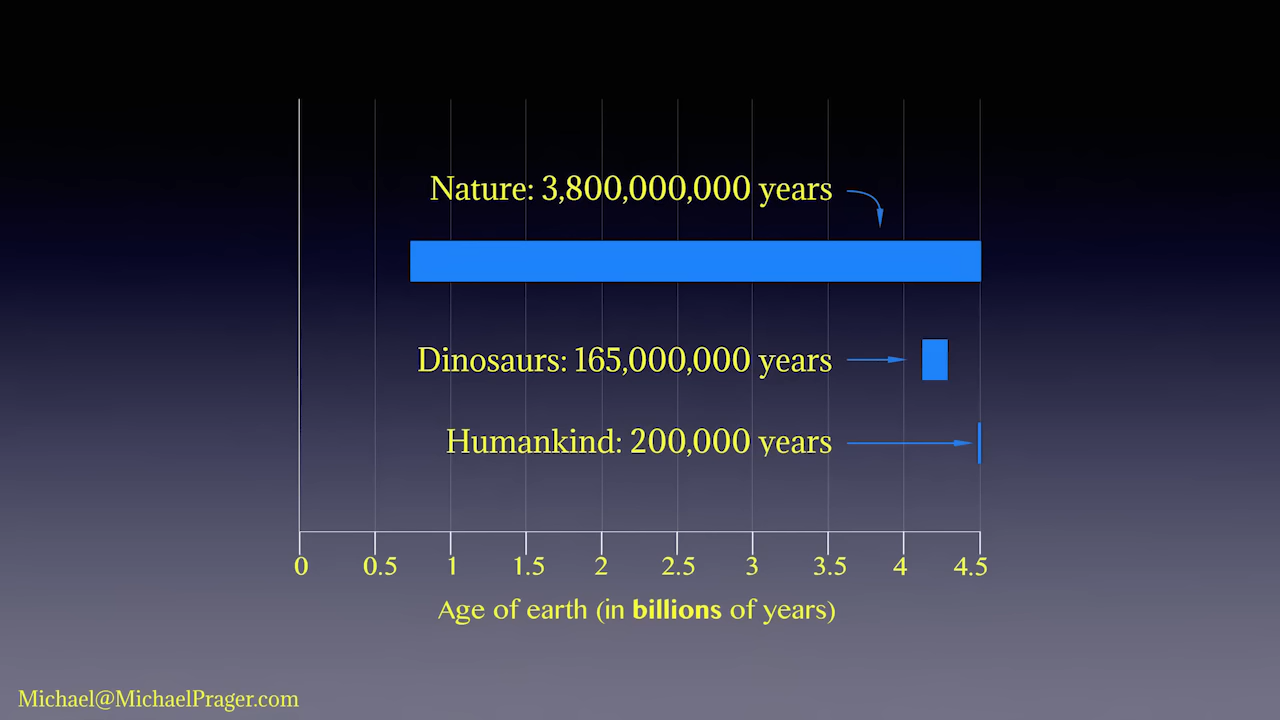 Nature: 3,800,000,000 years
Dinosaurs: 165,000,000 years
Humankind: 200,000 years
0 0.5 1 1.5 2 2.5 3 3.5 4 4.5
Age of earth (in billions of years)
Michael@MichaelPrager.com